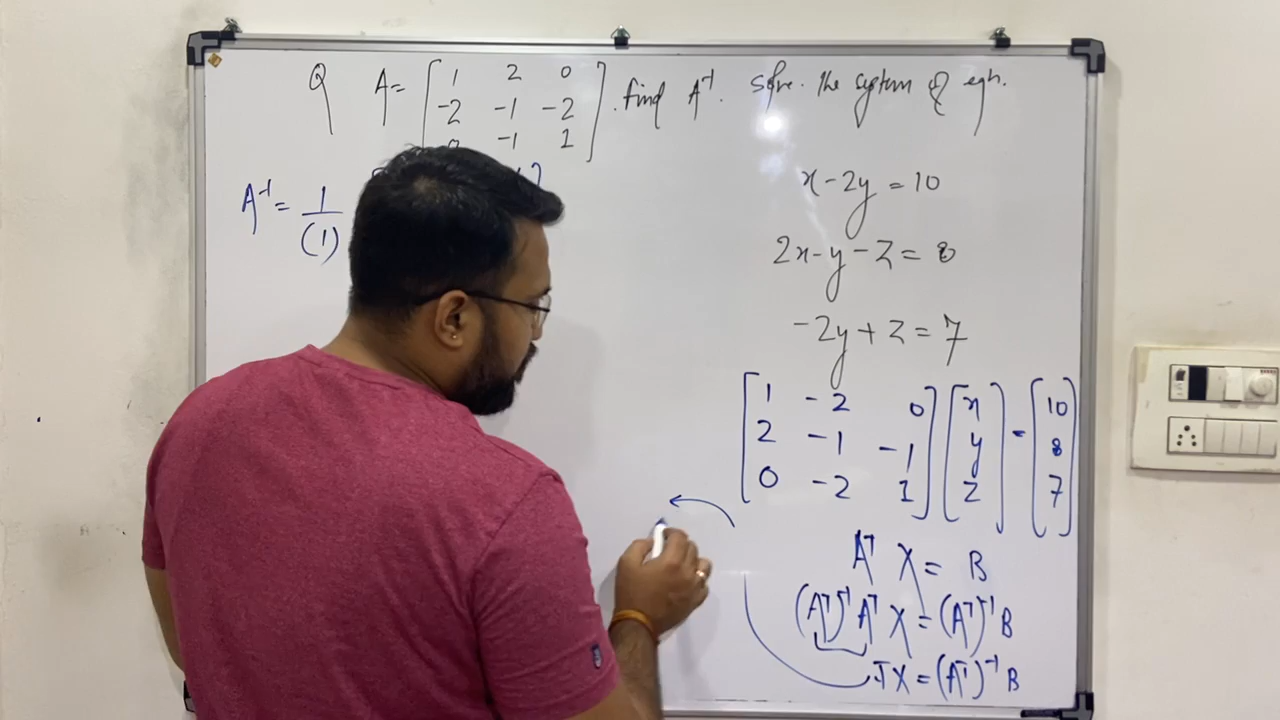 Q A = [ 1 2 0 ] . find A⁻¹. Solve. the system of eqn.
-2 -1 -2
0 -1 1
A⁻¹ = 1/(1)
x - 2y = 10
2x - y - z = 8
-2y + z = 7
[ 1 -2 0 ] [ x ] = [ 10 ]
2 -1 -1 y 8
0 -2 1 z 7
Aᵀ X = B
(Aᵀ)⁻¹ Aᵀ X = (Aᵀ)⁻¹ B
IX = (Aᵀ)⁻¹ B